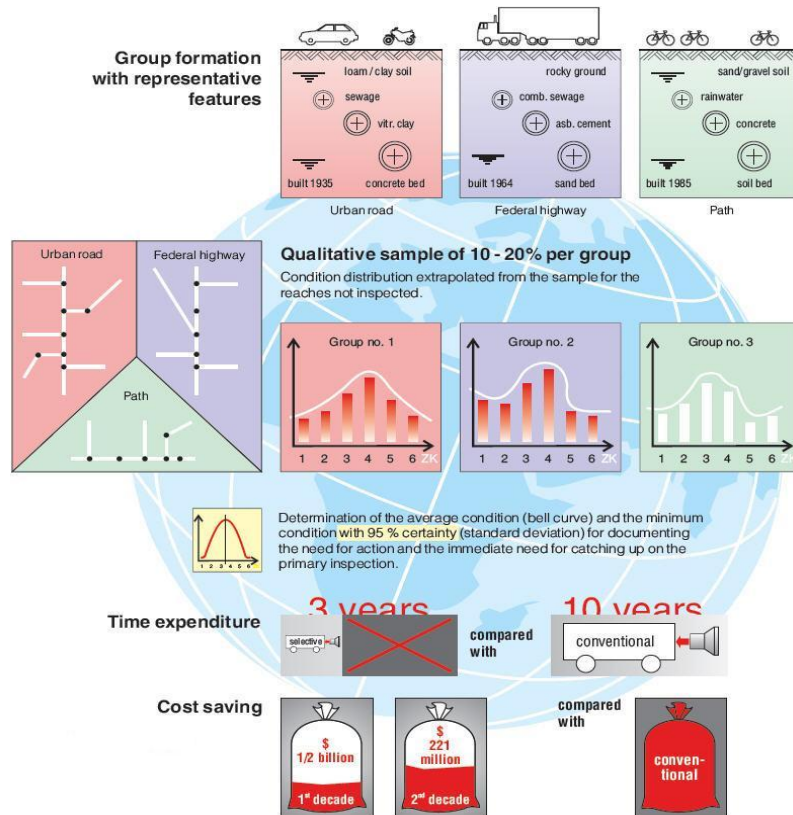 Group formation
with representative
features
loam / clay soil
sewage
vitr. clay
built 1935
concrete bed
Urban road
rocky ground
comb. sewage
asb. cement
built 1964
sand bed
Federal highway
sand/gravel soil
rainwater
concrete
built 1985
soil bed
Path
Urban road
Federal highway
Path
Qualitative sample of 10 - 20% per group
Condition distribution extrapolated from the sample for the
reaches not inspected.
Group no. 1
1 2 3 4 5 6 ZK
Group no. 2
1 2 3 4 5 6 ZK
Group no. 3
1 2 3 4 5 6 ZK
1 2 3 4 5 6
Determination of the average condition (bell curve) and the minimum
condition with 95 % certainty (standard deviation) for documenting
the need for action and the immediate need for catching up on the
primary inspection.
Time expenditure
3 years
selective
compared
with
10 years
conventional
Cost saving
$
1/2 billion
1st decade
$
221
million
2nd decade
compared
with
conven-
tional